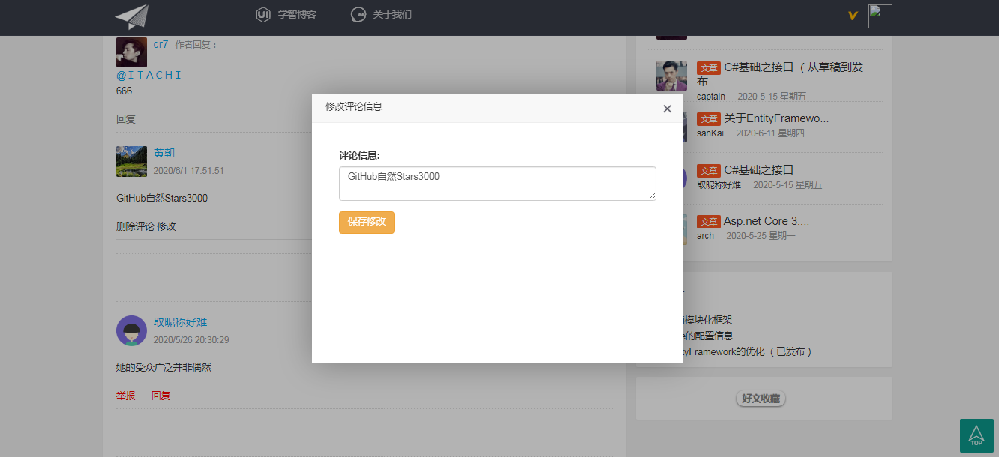 UI 学智博客
关于我们
V
cr7 作者回复：
@ＩＴＡＣＨＩ
666
回复
黄朝
2020/6/1 17:51:51
GitHub自然Stars3000
删除评论 修改
取昵称好难
2020/5/26 20:30:29
她的受众广泛并非偶然
举报 回复
修改评论信息
×
评论信息:
GitHub自然Stars3000
保存修改
文章 C#基础之接口 （从草稿到发
布...
captain 2020-5-15 星期五
文章 关于EntityFramewo...
sanKai 2020-6-11 星期四
文章 C#基础之接口
取昵称好难 2020-5-15 星期五
文章 Asp.net Core 3....
arch 2020-5-25 星期一
模块化框架
的配置信息
tyFramework的优化 （已发布 ）
好文收藏
TOP